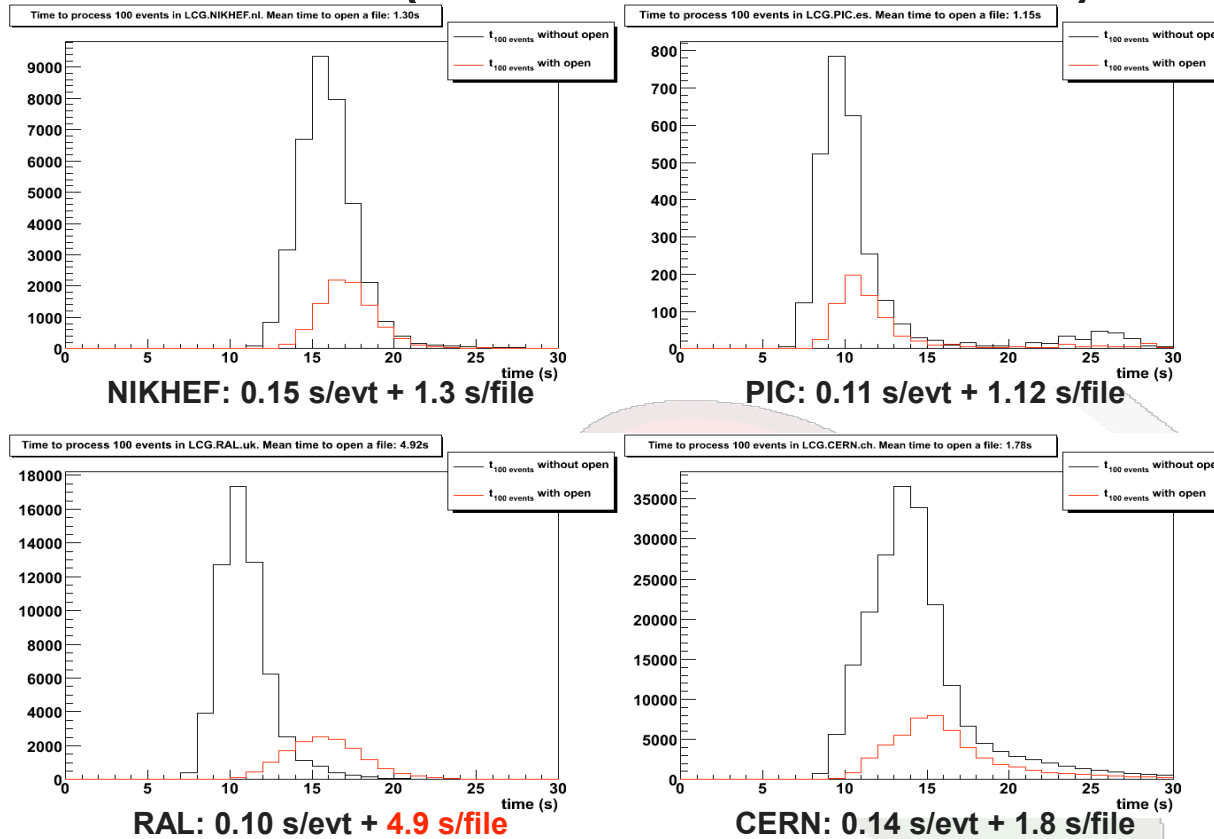 Time to process 100 events in LCG.NIKHEF.nl. Mean time to open a file: 1.30s
t100 events without open
t100 events with open
9000
8000
7000
6000
5000
4000
3000
2000
1000
0
0 5 10 15 20 25 30
time (s)
NIKHEF: 0.15 s/evt + 1.3 s/file
Time to process 100 events in LCG.PIC.es. Mean time to open a file: 1.15s
t100 events without ope
t100 events with open
800
700
600
500
400
300
200
100
0
0 5 10 15 20 25 30
time (s)
PIC: 0.11 s/evt + 1.12 s/file
Time to process 100 events in LCG.RAL.uk. Mean time to open a file: 4.92s
t100 events without open
t100 events with open
18000
16000
14000
12000
10000
8000
6000
4000
2000
0
0 5 10 15 20 25 30
time (s)
RAL: 0.10 s/evt + 4.9 s/file
Time to process 100 events in LCG.CERN.ch. Mean time to open a file: 1.78s
t100 events without ope
t100 events with open
35000
30000
25000
20000
15000
10000
5000
0
0 5 10 15 20 25 30
time (s)
CERN: 0.14 s/evt + 1.8 s/file